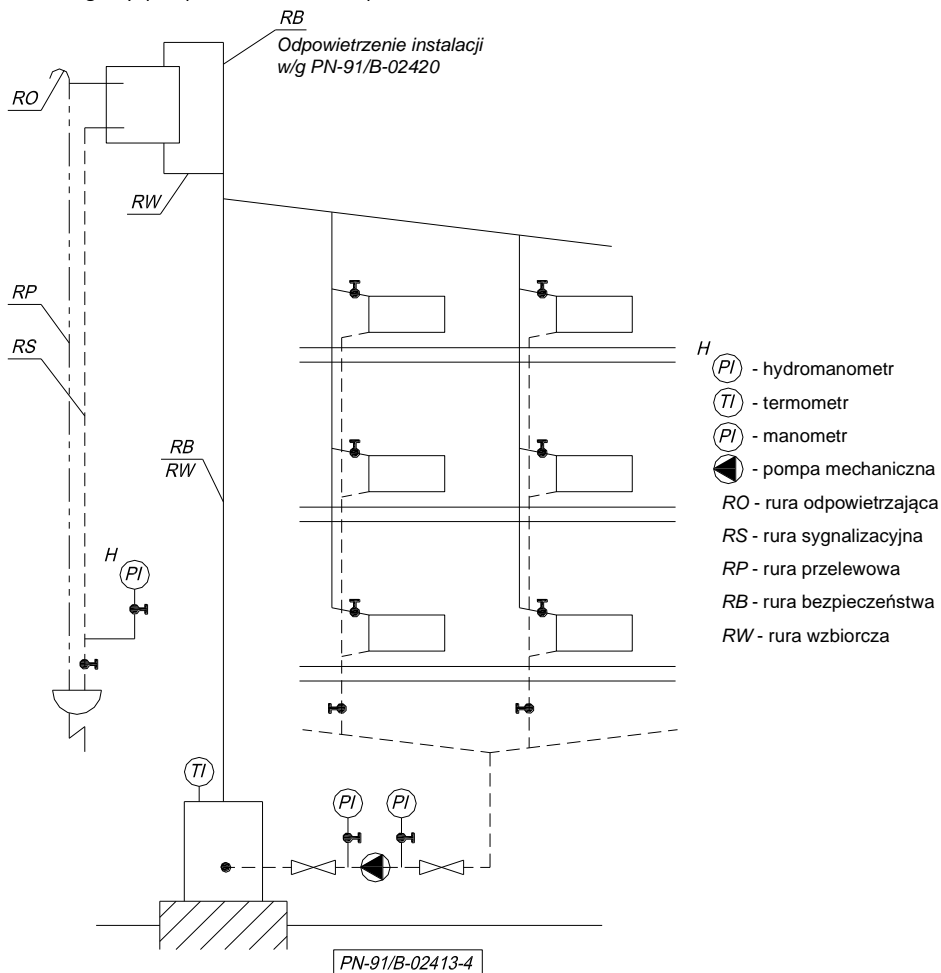 RB
Odpowietrzenie instalacji
w/g PN-91/B-02420
RO
RW
RP
RS
RB
RW
H
PI
TI
PI
PI
H
PI - hydromanometr
TI - termometr
PI - manometr
- pompa mechaniczna
RO - rura odpowietrzająca
RS - rura sygnalizacyjna
RP - rura przelewowa
RB - rura bezpieczeństwa
RW - rura wzbiorcza
PN-91/B-02413-4